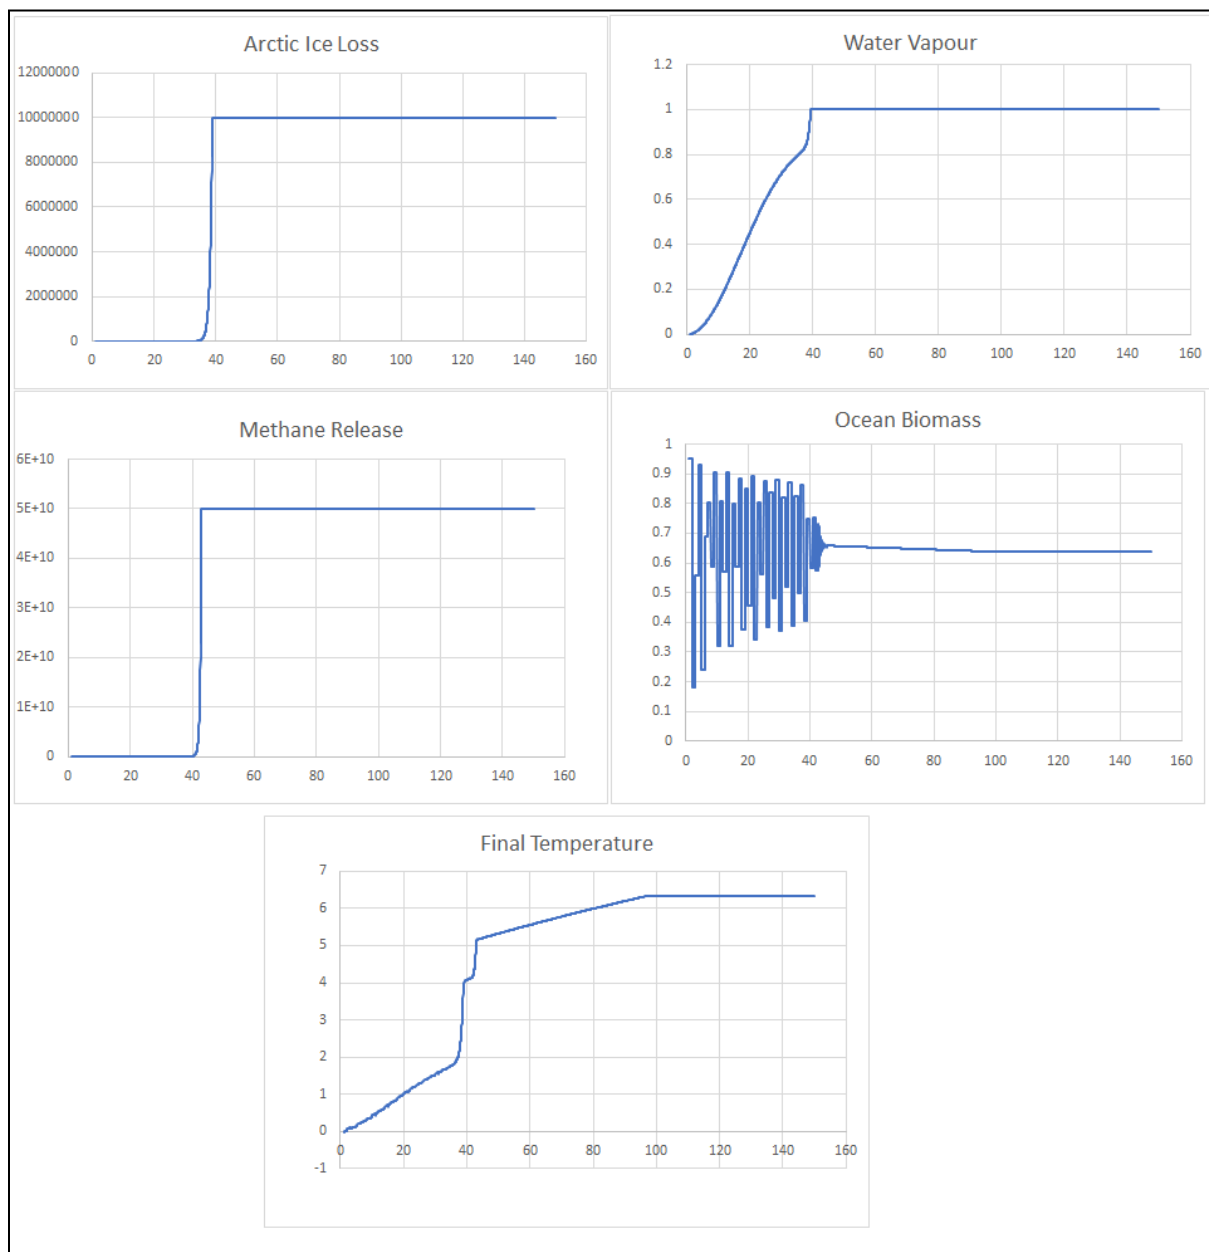 Arctic Ice Loss
12000000
10000000
8000000
6000000
4000000
2000000
0
0 20 40 60 80 100 120 140 160
Water Vapour
1.2
1
0.8
0.6
0.4
0.2
0
0 20 40 60 80 100 120 140 160
Methane Release
6E+10
5E+10
4E+10
3E+10
2E+10
1E+10
0
0 20 40 60 80 100 120 140 160
Ocean Biomass
1
0.9
0.8
0.7
0.6
0.5
0.4
0.3
0.2
0.1
0
0 20 40 60 80 100 120 140 160
Final Temperature
7
6
5
4
3
2
1
0
-1
0 20 40 60 80 100 120 140 160